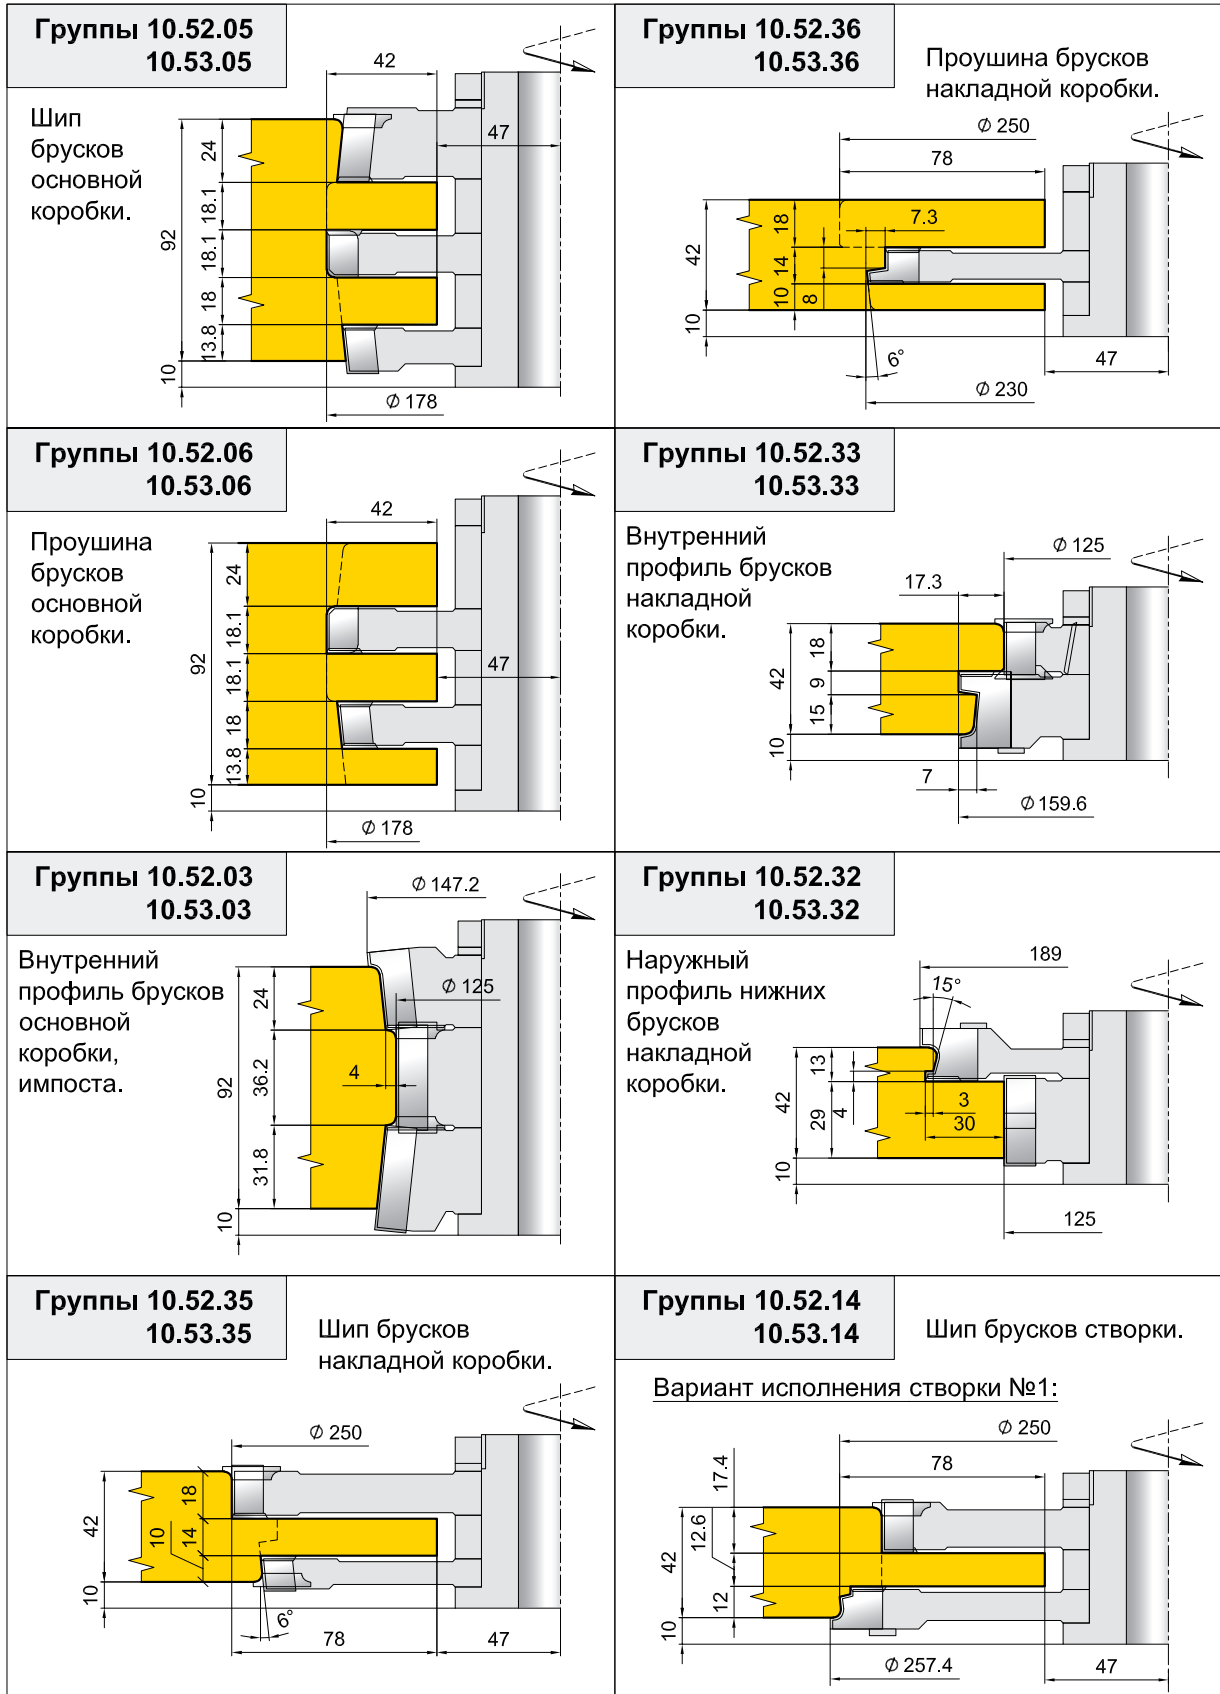 Группы 10.52.05
10.53.05
Шип
брусков
основной
коробки.
42
47
92
24
18.1
18.1
18
13.8
10
Ф 178
Группы 10.52.36
10.53.36
Проушина брусков
накладной коробки.
Ф 250
78
7.3
42
18
14
10
8
10
6°
47
Ф 230
Группы 10.52.06
10.53.06
Проушина
брусков
основной
коробки.
42
47
92
24
18.1
18.1
18
13.8
10
Ф 178
Группы 10.52.33
10.53.33
Внутренний
профиль брусков
накладной
коробки.
Ф 125
17.3
42
18
9
15
10
7
Ф 159.6
Группы 10.52.03
10.53.03
Внутренний
профиль брусков
основной
коробки,
импоста.
Ф 147.2
Ф 125
92
24
36.2
31.8
4
10
Группы 10.52.32
10.53.32
Наружный
профиль нижних
брусков
накладной
коробки.
189
15°
42
13
29
4
3
30
10
125
Группы 10.52.35
10.53.35
Шип брусков
накладной коробки.
Ф 250
42
18
14
10
10
6°
78
47
Группы 10.52.14
10.53.14
Шип брусков створки.
Вариант исполнения створки №1:
Ф 250
78
17.4
12.6
42
12
10
Ф 257.4
47